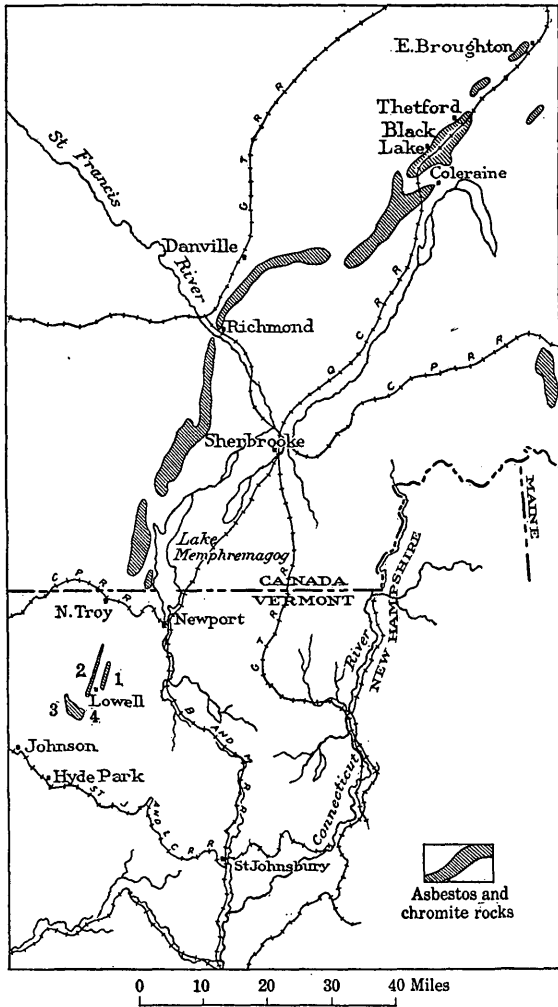 E. Broughton
Thetford
Black
Lake
Coleraine
St Francis
River
G T R R
Danville
Richmond
Q C R R
C P R R
Sherbrooke
MAINE
Lake
Memphremagog
CANADA
VERMONT
NEW HAMPSHIRE
C P R R
N. Troy
Newport
G T R R
River
2
1
Lowell
3
4
Johnson
Hyde Park
B AND M R R
ST J. AND L C R R
Connecticut
St Johnsbury
Asbestos and
chromite rocks
0 10 20 30 40 Miles